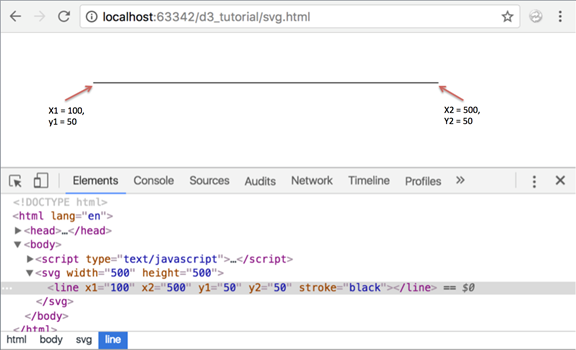 localhost:63342/d3_tutorial/svg.html
X1 = 100,
y1 = 50
X2 = 500,
Y2 = 50
Elements Console Sources Audits Network Timeline Profiles »
<!DOCTYPE html>
<html lang="en">
<head>…</head>
<body>
<script type="text/javascript">…</script>
<svg width="500" height="500">
... <line x1="100" x2="500" y1="50" y2="50" stroke="black"></line> == $0
</svg>
</body>
</html>
html body svg line